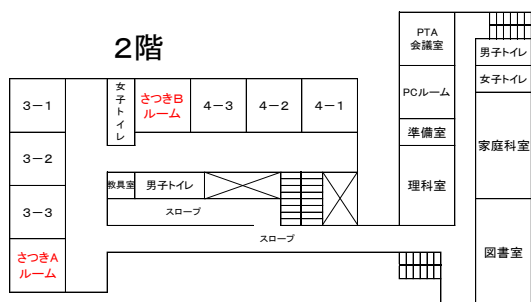 2階
PTA
会議室
男子トイレ
女子トイレ
PCルーム
準備室
理科室
家庭科室
図書室
3-1
3-2
3-3
さつきA
ルーム
女子トイレ
さつきB
ルーム
4-3
4-2
4-1
教具室
男子トイレ
スロープ
スロープ